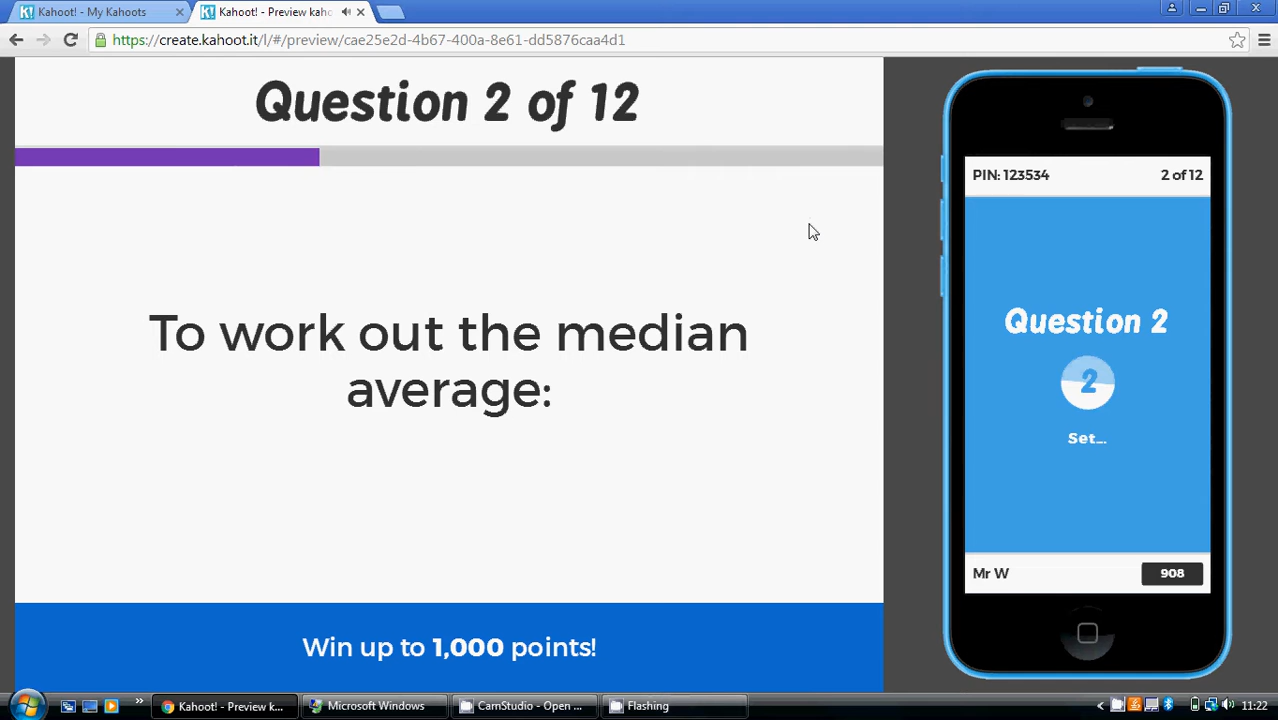 Kahoot! - My Kahoots
Kahoot! - Preview kaho
https://create.kahoot.it/l/#/preview/cae25e2d-4b67-400a-8e61-dd5876caa4d1
Question 2 of 12
To work out the median
average:
Win up to 1,000 points!
PIN: 123534 2 of 12
Question 2
2
Set...
Mr W 908
Kahoot! - Preview k...
Microsoft Windows
CamStudio - Open ...
Flashing
11:22